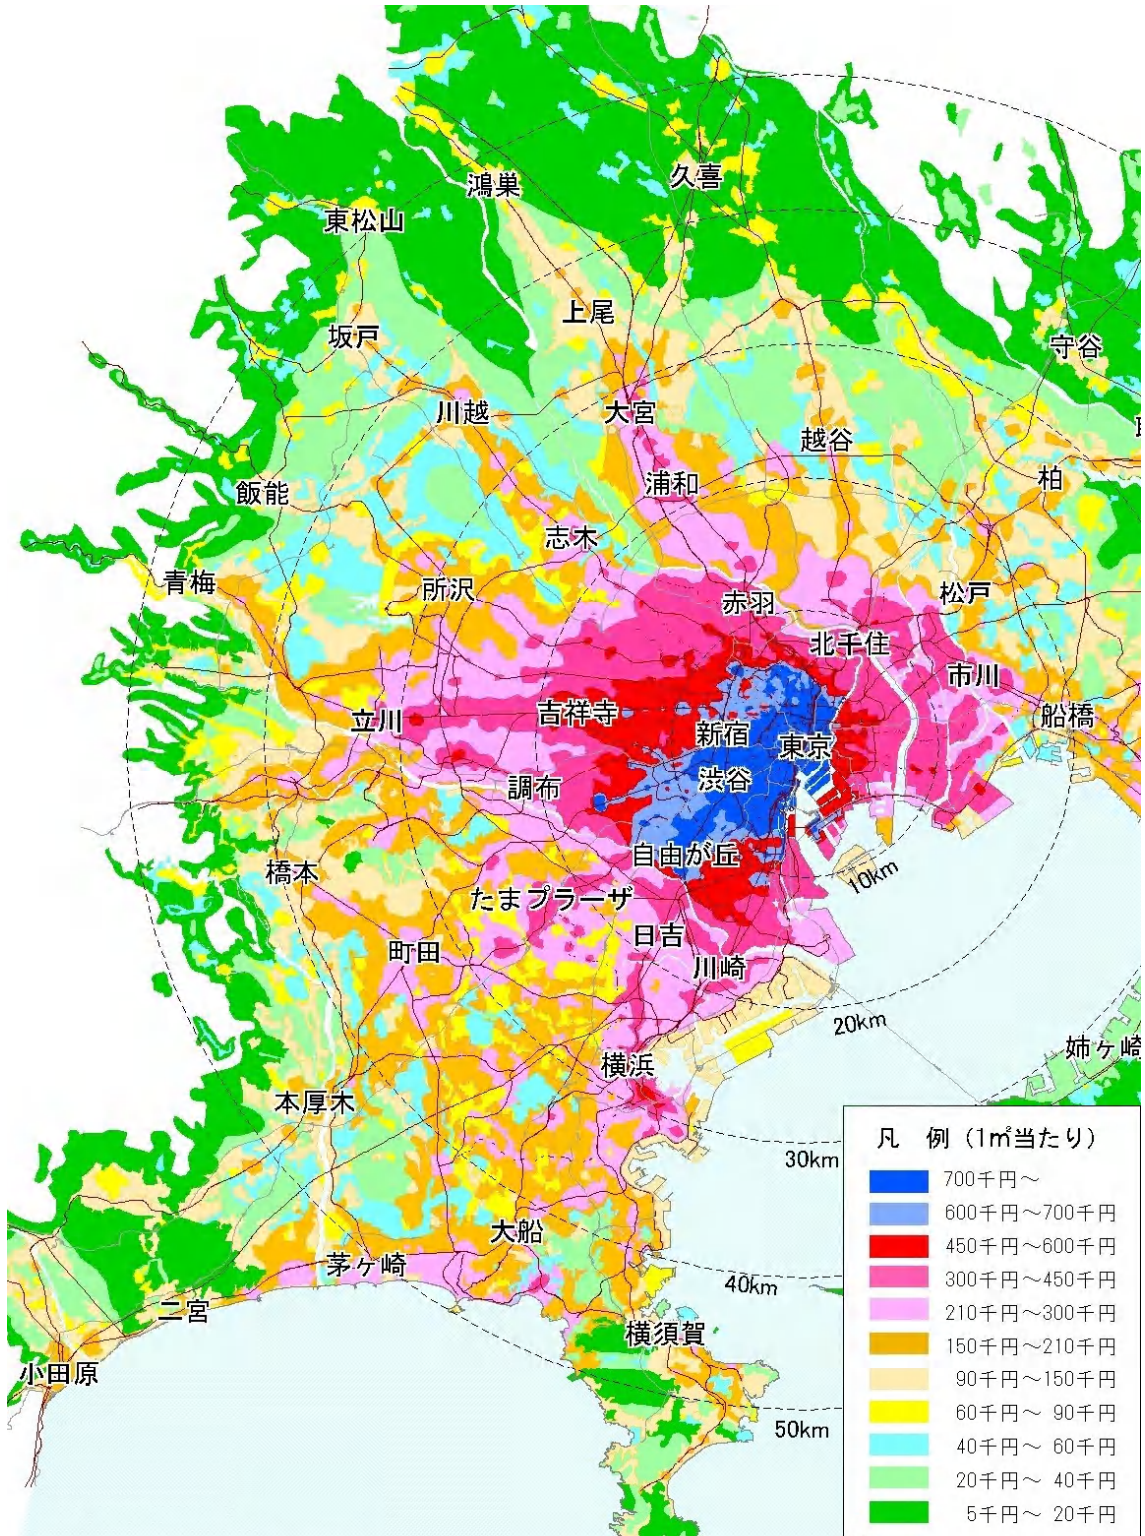 鴻巣
久喜
東松山
上尾
坂戸
守谷
川越
大宮
越谷
柏
浦和
飯能
志木
青梅
所沢
赤羽
松戸
北千住
市川
立川
吉祥寺
新宿
東京
船橋
調布
渋谷
自由が丘
橋本
10km
たまプラーザ
日吉
町田
川崎
20km
横浜
姉ヶ崎
本厚木
30km
大船
茅ヶ崎
40km
二宮
横須賀
小田原
50km
凡 例 (1㎡当たり)
700千円～
600千円～700千円
450千円～600千円
300千円～450千円
210千円～300千円
150千円～210千円
90千円～150千円
60千円～ 90千円
40千円～ 60千円
20千円～ 40千円
5千円～ 20千円